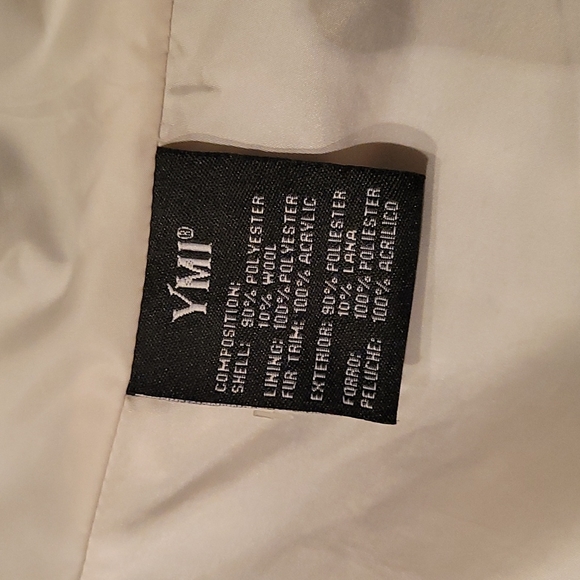 YMI®
COMPOSITION:
SHELL: 90% POLYESTER
10% WOOL
LINING: 100% POLYESTER
FUR TRIM: 100% ACRYLIC
EXTERIOR: 90% POLIESTER
10% LANA
FORRO: 100% POLIESTER
PELUCHE: 100% ACRILICO